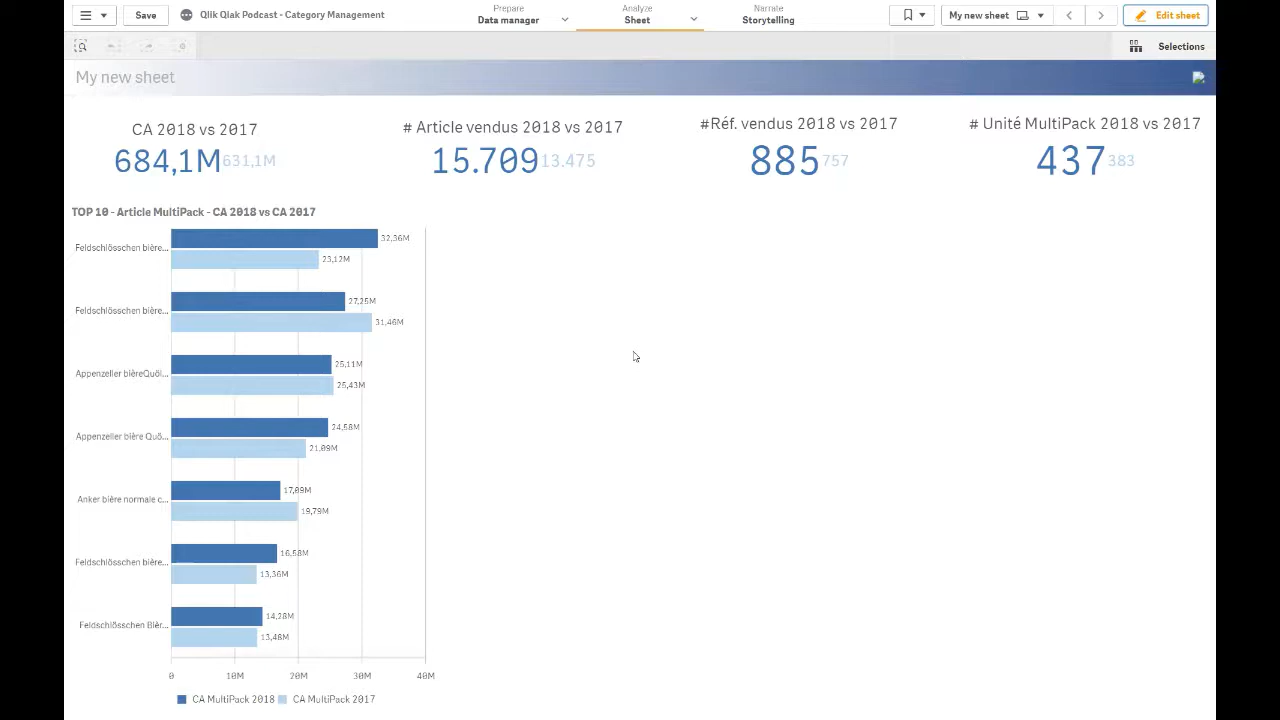 Save
Qlik Qlak Podcast - Category Management
Prepare
Data manager
Analyze
Sheet
Narrate
Storytelling
My new sheet
Edit sheet
Selections
My new sheet
CA 2018 vs 2017
684,1M 631,1M
# Article vendus 2018 vs 2017
15.709 13.475
#Réf. vendus 2018 vs 2017
885 757
# Unité MultiPack 2018 vs 2017
437 383
TOP 10 - Article MultiPack - CA 2018 vs CA 2017
Feldschlösschen bière...
32,36M
23,12M
Feldschlösschen bière...
27,25M
31,46M
Appenzeller bièreQuöl...
25,11M
25,43M
Appenzeller bière Quö...
24,58M
21,09M
Anker bière normale c...
17,09M
19,79M
Feldschlösschen bière...
16,58M
13,36M
Feldschlösschen Bièr...
14,28M
13,48M
0 10M 20M 30M 40M
CA MultiPack 2018 CA MultiPack 2017